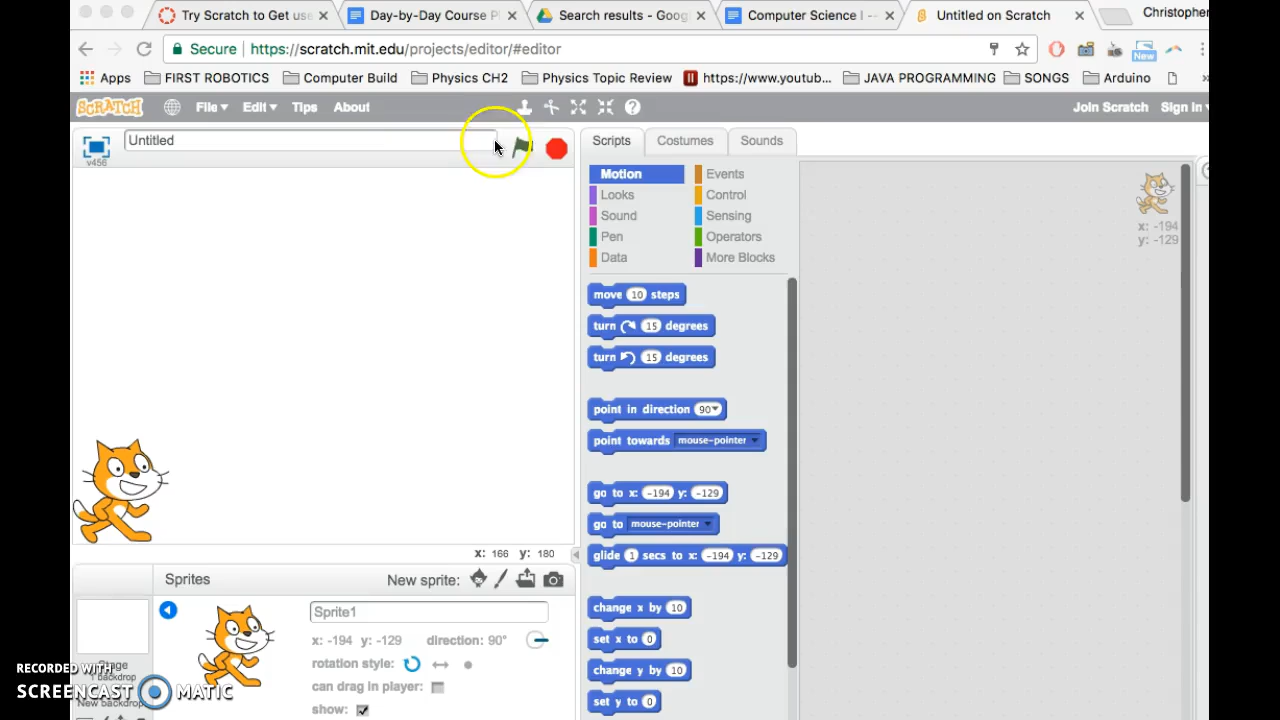 Try Scratch to Get use
Day-by-Day Course Pl
Search results - Goog
Computer Science I --
Untitled on Scratch
Christopher
Secure
https://scratch.mit.edu/projects/editor/#editor
New
Apps
FIRST ROBOTICS
Computer Build
Physics CH2
Physics Topic Review
https://www.youtub...
JAVA PROGRAMMING
SONGS
Arduino
SCRATCH
File
Edit
Tips
About
Join Scratch
Sign in
Untitled
v456
Scripts
Costumes
Sounds
Motion
Events
Looks
Control
Sound
Sensing
Pen
Operators
Data
More Blocks
x: -194
y: -129
move 10 steps
turn 15 degrees
turn 15 degrees
point in direction 90
point towards mouse-pointer
go to x: -194 y: -129
go to mouse-pointer
glide 1 secs to x: -194 y: -129
change x by 10
set x to 0
change y by 10
set y to 0
x: 166 y: 180
Sprites
New sprite:
Sprite1
x: -194 y: -129 direction: 90°
rotation style:
can drag in player:
show:
Stage
1 backdrop
New backdrop
RECORDED WITH
SCREENCAST MATIC